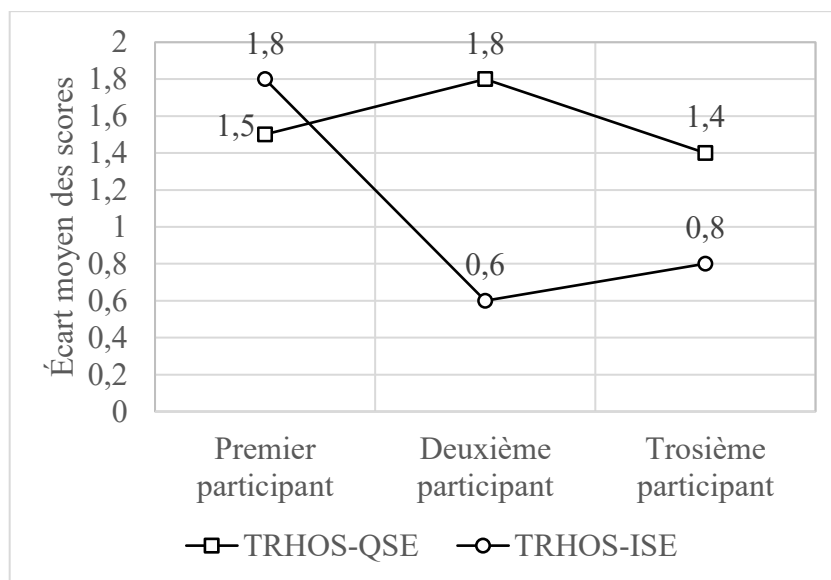 Écart moyen des scores
2
1,8
1,6
1,4
1,2
1
0,8
0,6
0,4
0,2
0
1,8
1,5
1,8
0,6
1,4
0,8
Premier
participant
Deuxième
participant
Trosième
participant
TRHOS-QSE
TRHOS-ISE